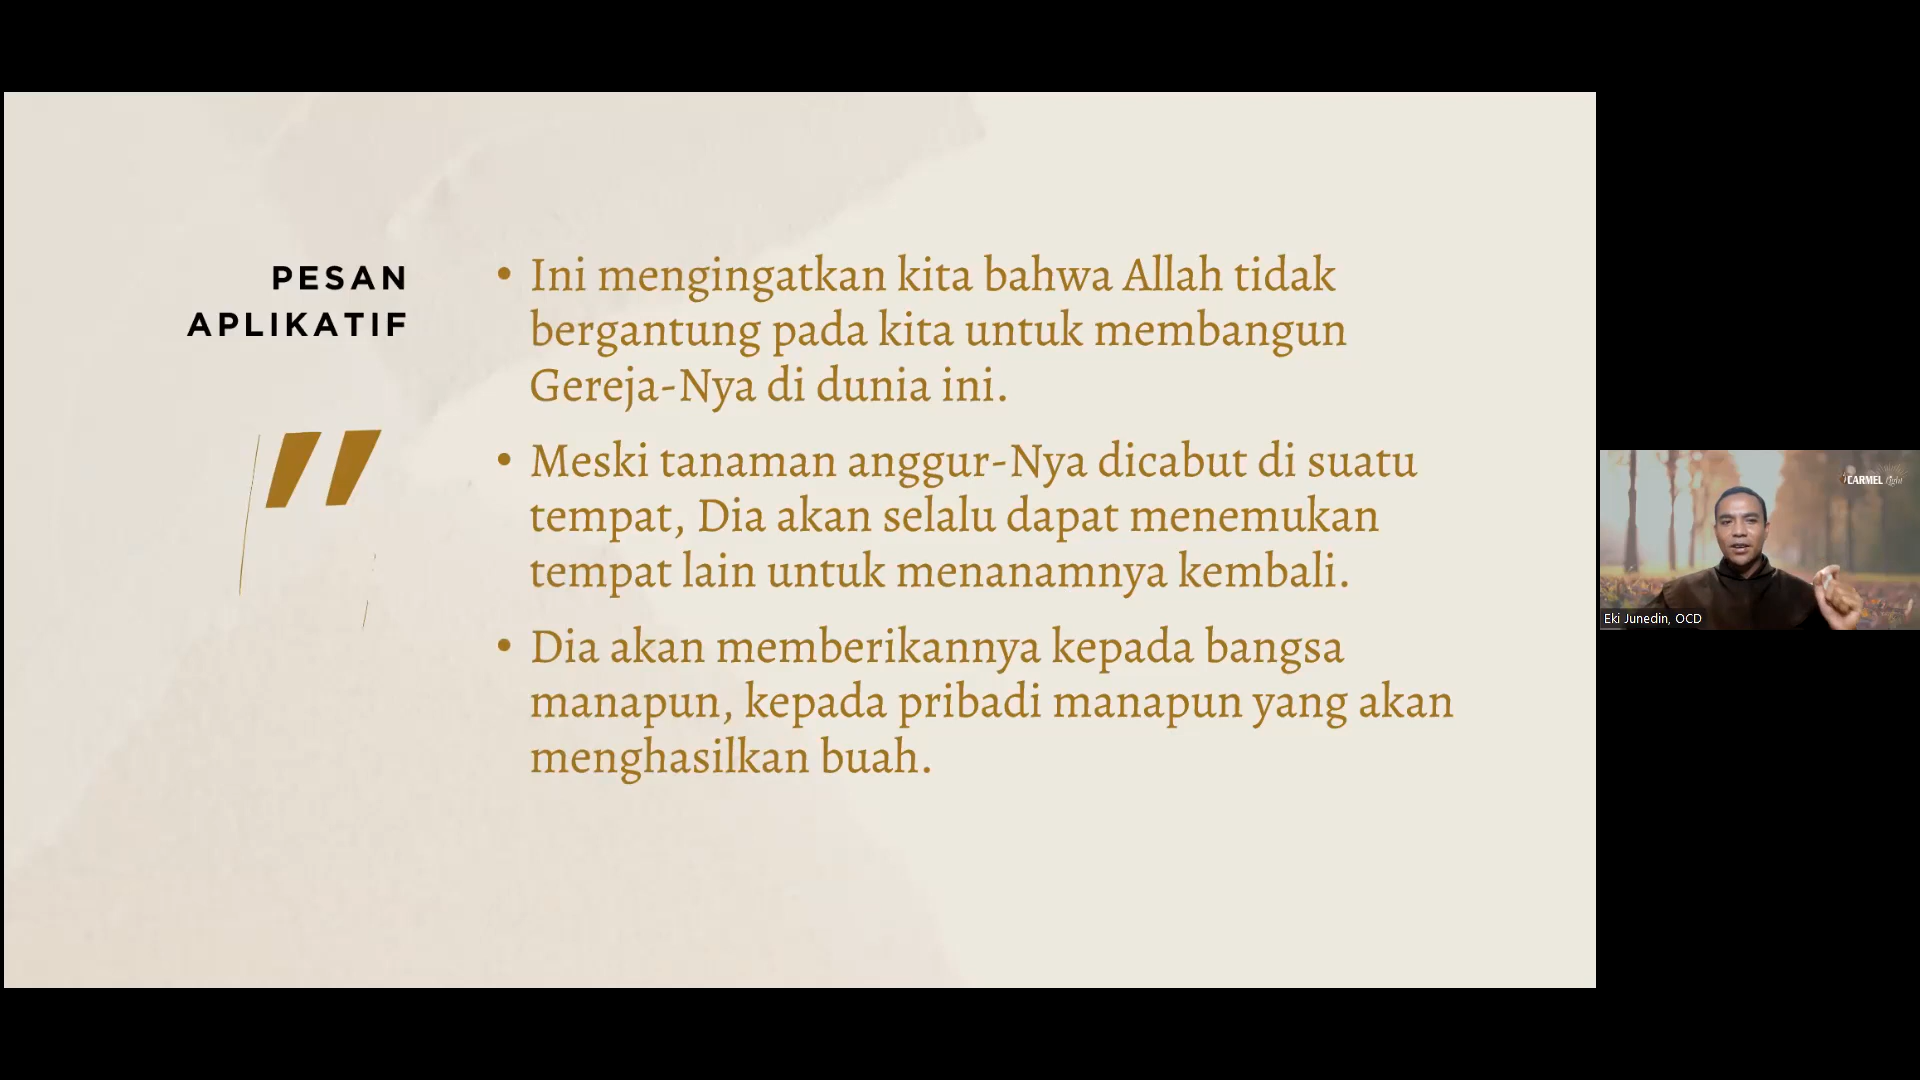 PESAN
APLIKATIF
• Ini mengingatkan kita bahwa Allah tidak
bergantung pada kita untuk membangun
Gereja-Nya di dunia ini.
• Meski tanaman anggur-Nya dicabut di suatu
tempat, Dia akan selalu dapat menemukan
tempat lain untuk menanamnya kembali.
• Dia akan memberikannya kepada bangsa
manapun, kepada pribadi manapun yang akan
menghasilkan buah.
CARMEL Light
Eki Junedin, OCD